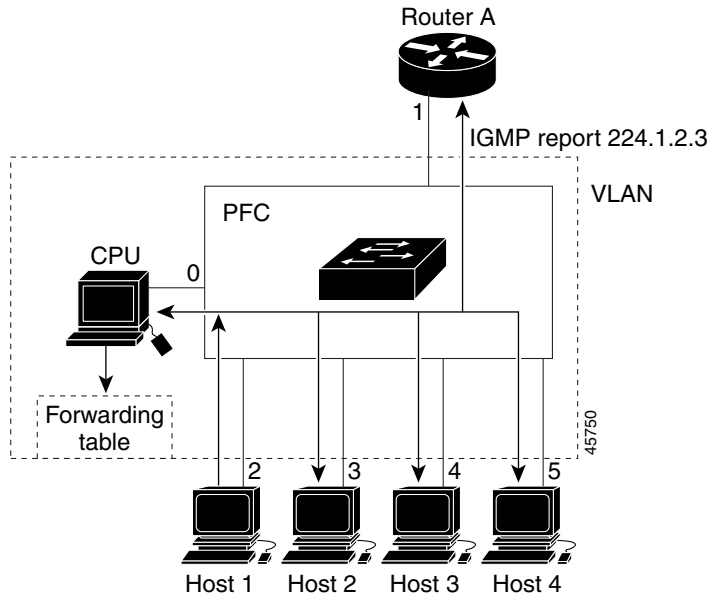 Router A
1
IGMP report 224.1.2.3
VLAN
PFC
CPU
0
Forwarding
table
45750
2
3
4
5
Host 1
Host 2
Host 3
Host 4